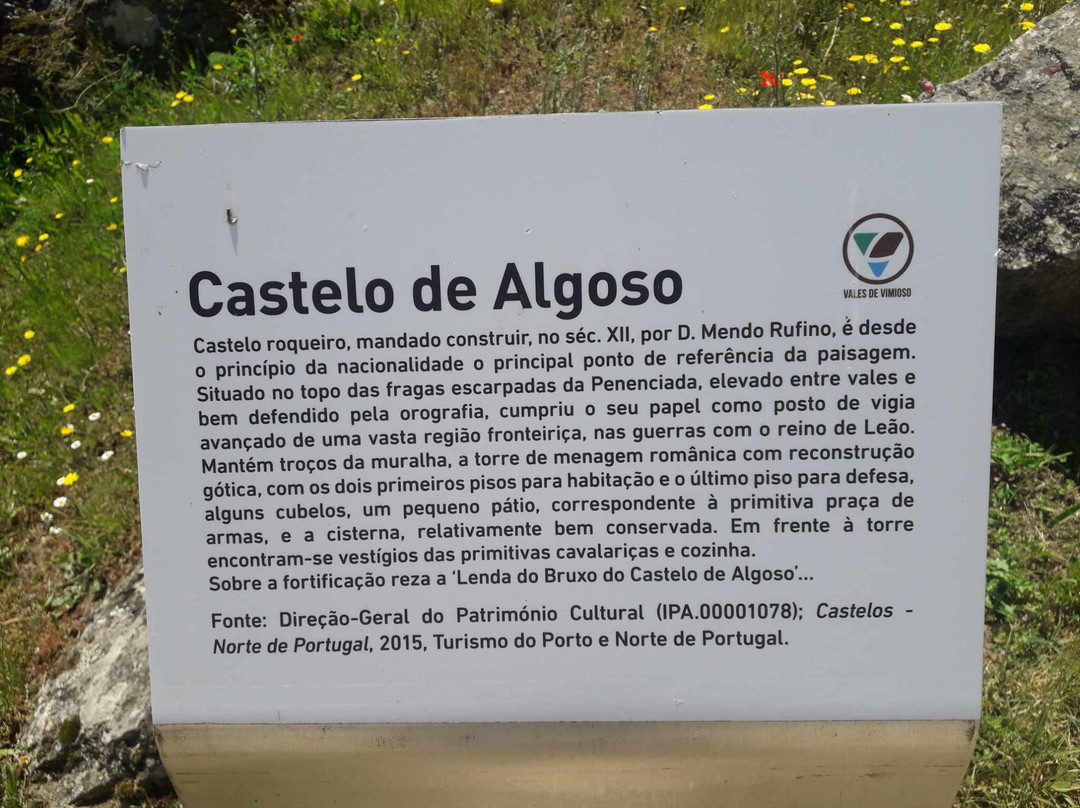 Castelo de Algoso
VALES DE VIMIOSO
Castelo roqueiro, mandado construir, no séc. XII, por D. Mendo Rufino, é desde
o princípio da nacionalidade o principal ponto de referência da paisagem.
Situado no topo das fragas escarpadas da Penenciada, elevado entre vales e
bem defendido pela orografia, cumpriu o seu papel como posto de vigia
avançado de uma vasta região fronteiriça, nas guerras com o reino de Leão.
Mantém troços da muralha, a torre de menagem românica com reconstrução
gótica, com os dois primeiros pisos para habitação e o último piso para defesa,
alguns cubelos, um pequeno pátio, correspondente à primitiva praça de
armas, e a cisterna, relativamente bem conservada. Em frente à torre
encontram-se vestígios das primitivas cavalariças e cozinha.
Sobre a fortificação reza a ‘Lenda do Bruxo do Castelo de Algoso’...
Fonte: Direção-Geral do Património Cultural (IPA.00001078); Castelos -
Norte de Portugal, 2015, Turismo do Porto e Norte de Portugal.